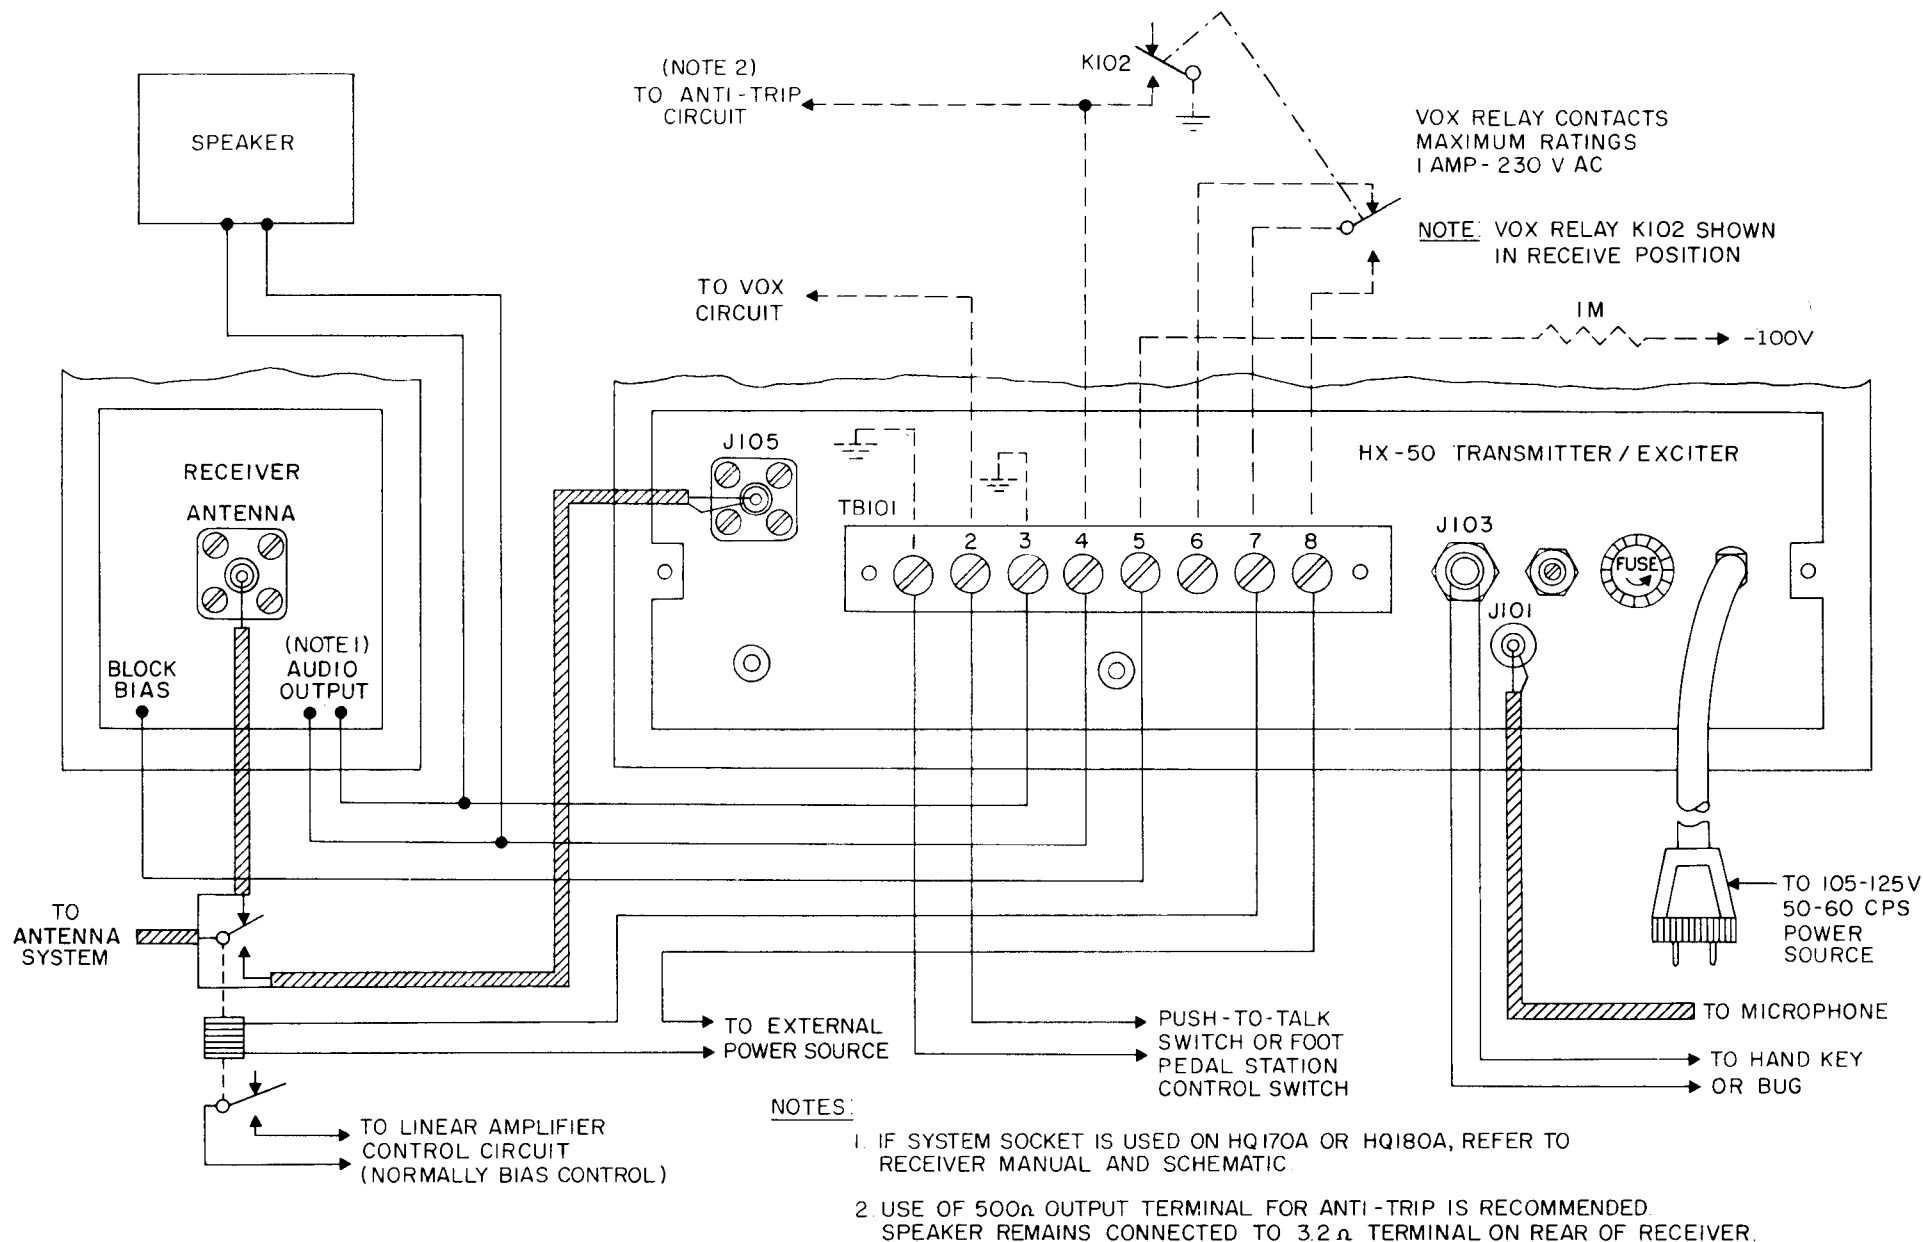 (NOTE 2)
TO ANTI-TRIP
CIRCUIT
K102
SPEAKER
VOX RELAY CONTACTS
MAXIMUM RATINGS
1 AMP-230 V AC
NOTE: VOX RELAY K102 SHOWN
IN RECEIVE POSITION
TO VOX
CIRCUIT
1M
-100V
J105
HX-50 TRANSMITTER/EXCITER
RECEIVER
ANTENNA
TB101
1 2 3 4 5 6 7 8
J103
FUSE
J101
(NOTE 1)
AUDIO
OUTPUT
BLOCK
BIAS
TO
ANTENNA
SYSTEM
TO 105-125V
50-60 CPS
POWER
SOURCE
TO MICROPHONE
TO EXTERNAL
POWER SOURCE
PUSH-TO-TALK
SWITCH OR FOOT
PEDAL STATION
CONTROL SWITCH
TO HAND KEY
OR BUG
TO LINEAR AMPLIFIER
CONTROL CIRCUIT
(NORMALLY BIAS CONTROL)
NOTES:
1. IF SYSTEM SOCKET IS USED ON HQ170A OR HQ180A, REFER TO
RECEIVER MANUAL AND SCHEMATIC.
2. USE OF 500Ω OUTPUT TERMINAL FOR ANTI-TRIP IS RECOMMENDED.
SPEAKER REMAINS CONNECTED TO 3.2Ω TERMINAL ON REAR OF RECEIVER.